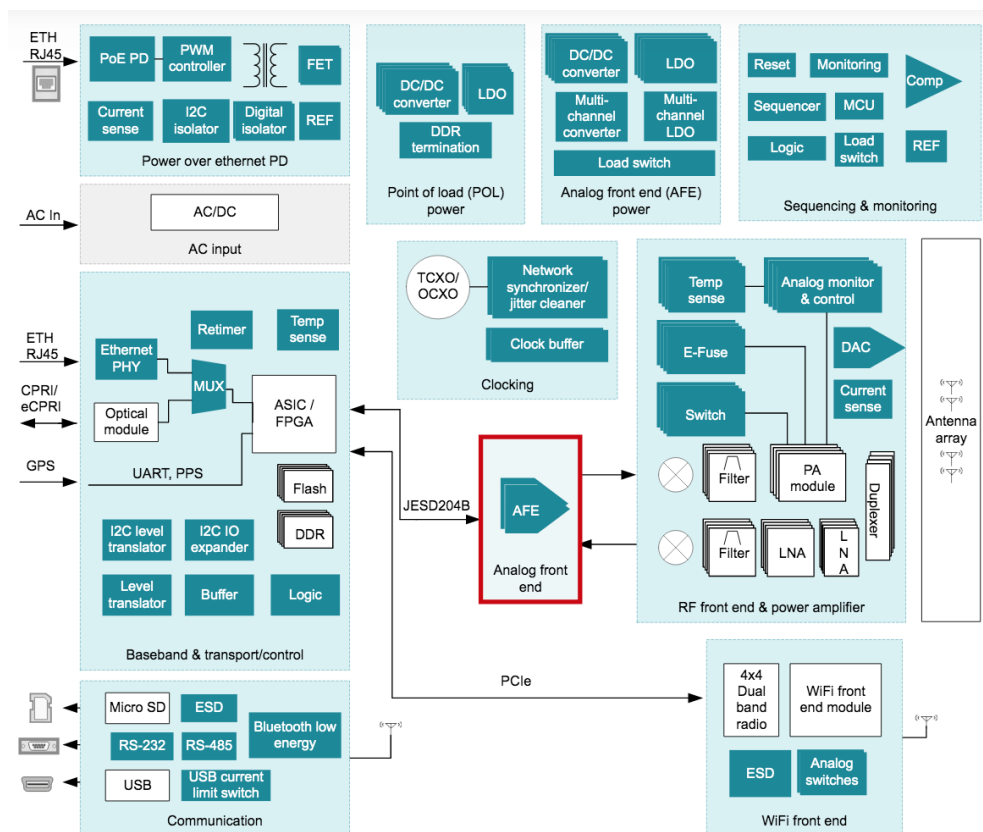 ETH
RJ45
PoE PD
PWM
controller
FET
Current
sense
I2C
isolator
Digital
isolator
REF
Power over ethernet PD
DC/DC
converter
LDO
DDR
termination
Point of load (POL)
power
DC/DC
converter
LDO
Multi-
channel
converter
Multi-
channel
LDO
Load switch
Analog front end (AFE)
power
Reset
Monitoring
Comp
Sequencer
MCU
Logic
Load
switch
REF
Sequencing & monitoring
AC In
AC/DC
AC input
TCXO/
OCXO
Network
synchronizer/
jitter cleaner
Clock buffer
Clocking
ETH
RJ45
CPRI/
eCPRI
GPS
Retimer
Temp
sense
Ethernet
PHY
MUX
Optical
module
ASIC /
FPGA
UART, PPS
Flash
DDR
I2C level
translator
I2C IO
expander
Level
translator
Buffer
Logic
Baseband & transport/control
JESD204B
AFE
Analog front
end
Temp
sense
Analog monitor
& control
E-Fuse
DAC
Switch
Current
sense
Filter
PA
module
Duplexer
Filter
LNA
L
N
A
RF front end & power amplifier
Antenna
array
PCIe
Micro SD
ESD
RS-232
RS-485
Bluetooth low
energy
USB
USB current
limit switch
Communication
4x4
Dual
band
radio
WiFi front
end module
ESD
Analog
switches
WiFi front end